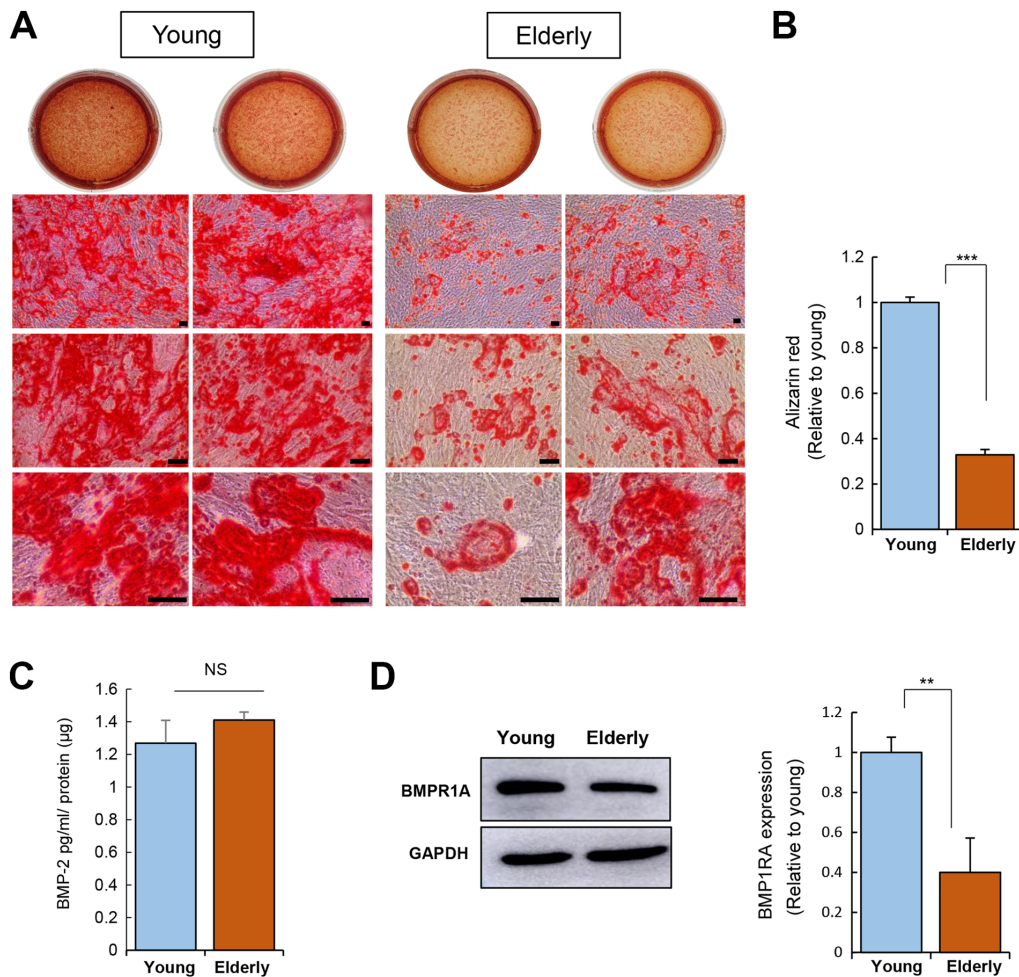 A
Young
Elderly
B
Alizarin red
(Relative to young)
1.2
1
0.8
0.6
0.4
0.2
0
***
Young
Elderly
C
BMP-2 pg/ml/ protein (µg)
1.6
1.4
1.2
1
0.8
0.6
0.4
0.2
0
NS
Young
Elderly
D
Young
Elderly
BMPR1A
GAPDH
BMP1RA expression
(Relative to young)
1.2
1
0.8
0.6
0.4
0.2
0
**
Young
Elderly